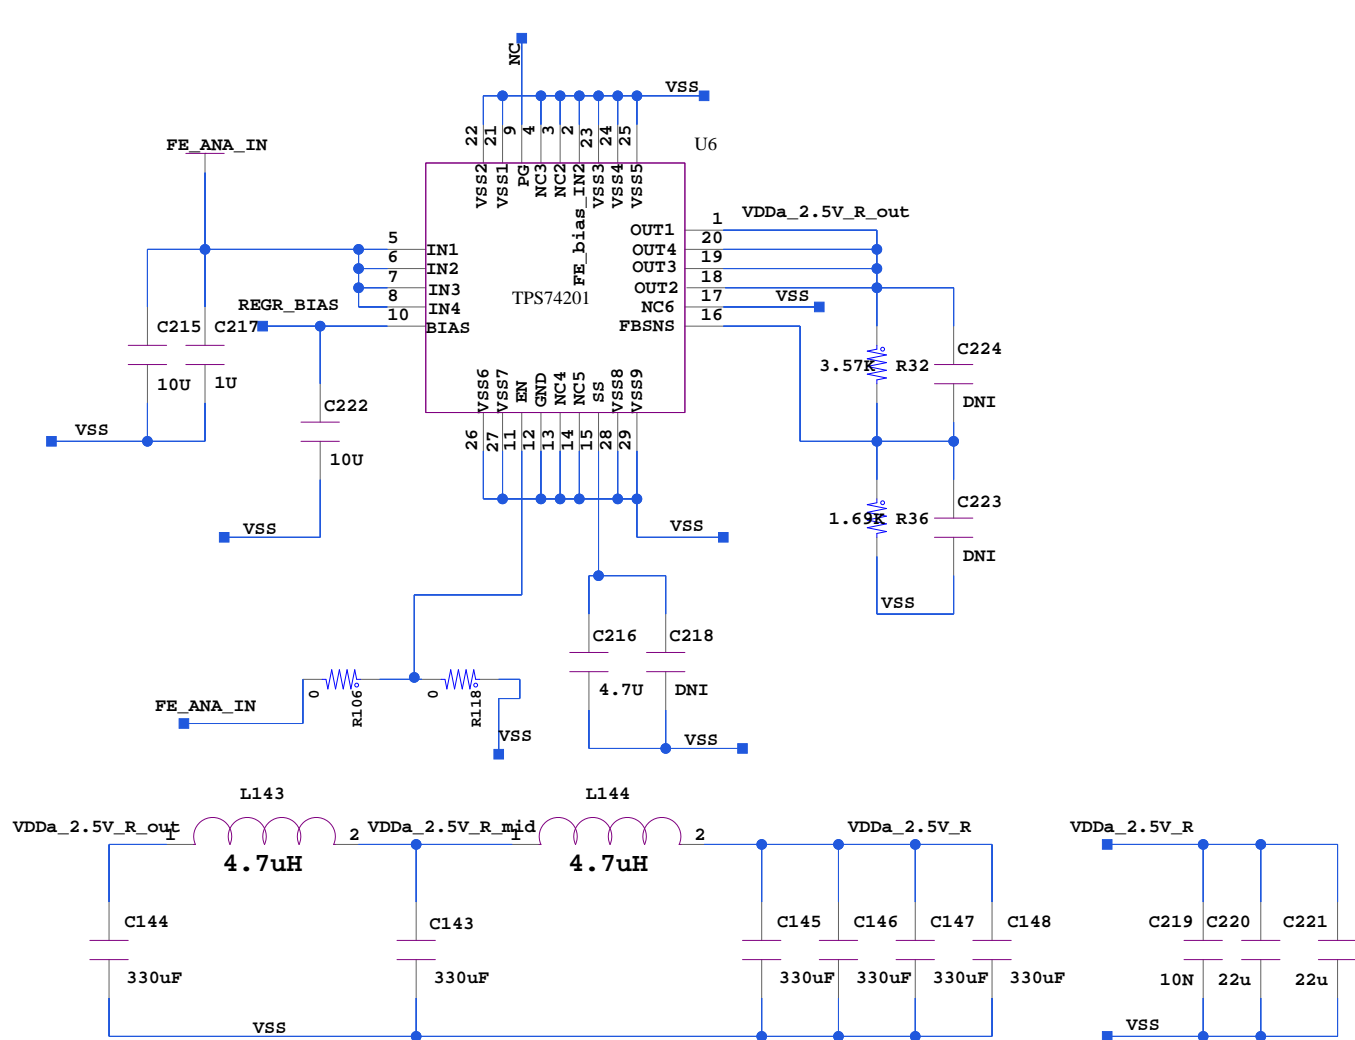 NC
VSS
22
21
9
4
3
2
23
24
25
U6
FE_ANA_IN
VSS2
VSS1
PG
NC3
NC2
FE_bias_IN2
VSS3
VSS4
VSS5
VDDa_2.5V_R_out
5 IN1
6 IN2
7 IN3
8 IN4
10 BIAS
OUT1 1
OUT4 20
OUT3 19
OUT2 18
NC6 17 VSS
FBSNS 16
TPS74201
REGR_BIAS
C215
10U
C217
1U
VSS
C222
10U
VSS
3.57K R32
C224
DNI
1.69K R36
C223
DNI
VSS
VSS6
VSS7
EN
GND
NC4
NC5
SS
VSS8
VSS9
26
27
11
12
13
14
15
28
29
VSS
C216
4.7U
C218
DNI
VSS
FE_ANA_IN
0
R106
0
R118
VSS
L143
L144
VDDa_2.5V_R_out
1
2
4.7uH
VDDa_2.5V_R_mid
1
2
4.7uH
VDDa_2.5V_R
VDDa_2.5V_R
C144
330uF
C143
330uF
C145
330uF
C146
330uF
C147
330uF
C148
330uF
C219
10N
C220
22u
C221
22u
VSS
VSS